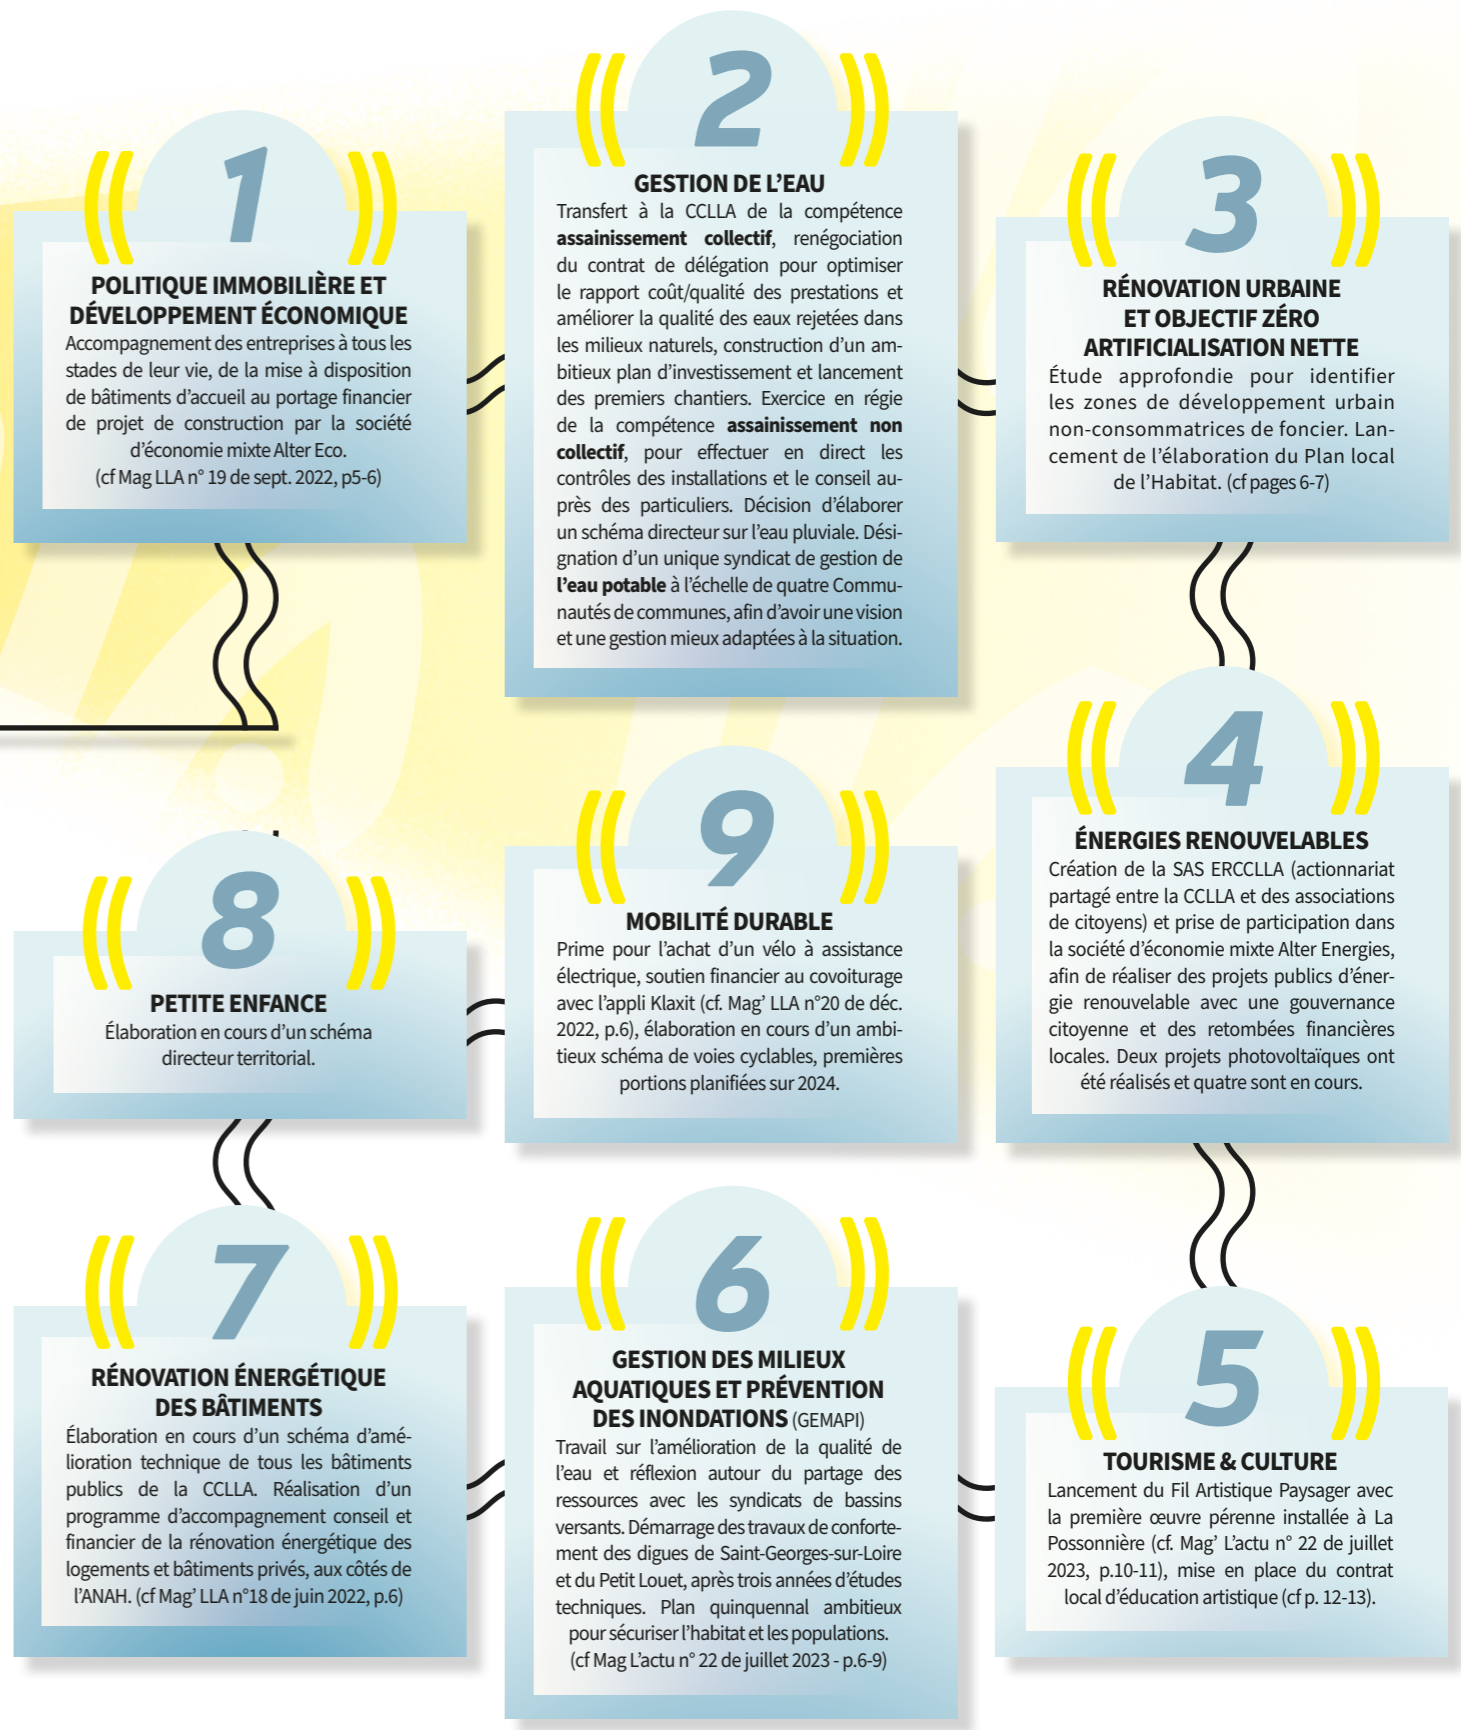 1
POLITIQUE IMMOBILIÈRE ET
DÉVELOPPEMENT ÉCONOMIQUE
Accompagnement des entreprises à tous les
stades de leur vie, de la mise à disposition
de bâtiments d’accueil au portage financier
de projet de construction par la société
d’économie mixte Alter Eco.
(cf Mag LLA n° 19 de sept. 2022, p5-6)
2
GESTION DE L’EAU
Transfert à la CCLLA de la compétence
assainissement collectif, renégociation
du contrat de délégation pour optimiser
le rapport coût/qualité des prestations et
améliorer la qualité des eaux rejetées dans
les milieux naturels, construction d’un am-
bitieux plan d’investissement et lancement
des premiers chantiers. Exercice en régie
de la compétence assainissement non
collectif, pour effectuer en direct les
contrôles des installations et le conseil au-
près des particuliers. Décision d’élaborer
un schéma directeur sur l’eau pluviale. Dési-
gnation d’un unique syndicat de gestion de
l’eau potable à l’échelle de quatre Commu-
nautés de communes, afin d’avoir une vision
et une gestion mieux adaptées à la situation.
3
RÉNOVATION URBAINE
ET OBJECTIF ZÉRO
ARTIFICIALISATION NETTE
Étude approfondie pour identifier
les zones de développement urbain
non-consommatrices de foncier. Lan-
cement de l’élaboration du Plan local
de l’Habitat. (cf pages 6-7)
4
ÉNERGIES RENOUVELABLES
Création de la SAS ERCCLLA (actionnariat
partagé entre la CCLLA et des associations
de citoyens) et prise de participation dans
la société d’économie mixte Alter Energies,
afin de réaliser des projets publics d’éner-
gie renouvelable avec une gouvernance
citoyenne et des retombées financières
locales. Deux projets photovoltaïques ont
été réalisés et quatre sont en cours.
5
TOURISME & CULTURE
Lancement du Fil Artistique Paysager avec
la première œuvre pérenne installée à La
Possonnière (cf. Mag’ L’actu n° 22 de juillet
2023, p.10-11), mise en place du contrat
local d’éducation artistique (cf p. 12-13).
6
GESTION DES MILIEUX
AQUATIQUES ET PRÉVENTION
DES INONDATIONS (GEMAPI)
Travail sur l’amélioration de la qualité de
l’eau et réflexion autour du partage des
ressources avec les syndicats de bassins
versants. Démarrage des travaux de conforte-
ment des digues de Saint-Georges-sur-Loire
et du Petit Louet, après trois années d’études
techniques. Plan quinquennal ambitieux
pour sécuriser l’habitat et les populations.
(cf Mag L’actu n° 22 de juillet 2023 - p.6-9)
7
RÉNOVATION ÉNERGÉTIQUE
DES BÂTIMENTS
Élaboration en cours d’un schéma d’amé-
lioration technique de tous les bâtiments
publics de la CCLLA. Réalisation d’un
programme d’accompagnement conseil et
financier de la rénovation énergétique des
logements et bâtiments privés, aux côtés de
l’ANAH. (cf Mag’ LLA n°18 de juin 2022, p.6)
8
PETITE ENFANCE
Élaboration en cours d’un schéma
directeur territorial.
9
MOBILITÉ DURABLE
Prime pour l’achat d’un vélo à assistance
électrique, soutien financier au covoiturage
avec l’appli Klaxit (cf. Mag’ LLA n°20 de déc.
2022, p.6), élaboration en cours d’un ambi-
tieux schéma de voies cyclables, premières
portions planifiées sur 2024.